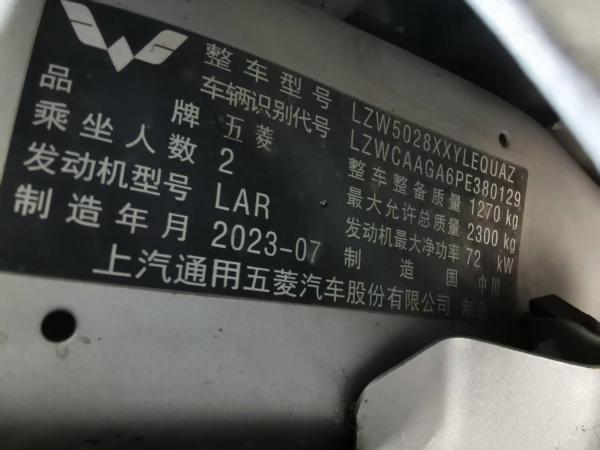 整车型号 LZW5028XXYLEQUAZ
车辆识别代号 LZWCAAGA6PE380129
品牌 五菱 整车整备质量 1270 kg
乘坐人数 2 最大允许总质量 2300 kg
发动机型号 LAR 发动机最大净功率 72 kW
制造年月 2023-07 制造国 中国
上汽通用五菱汽车股份有限公司 制造